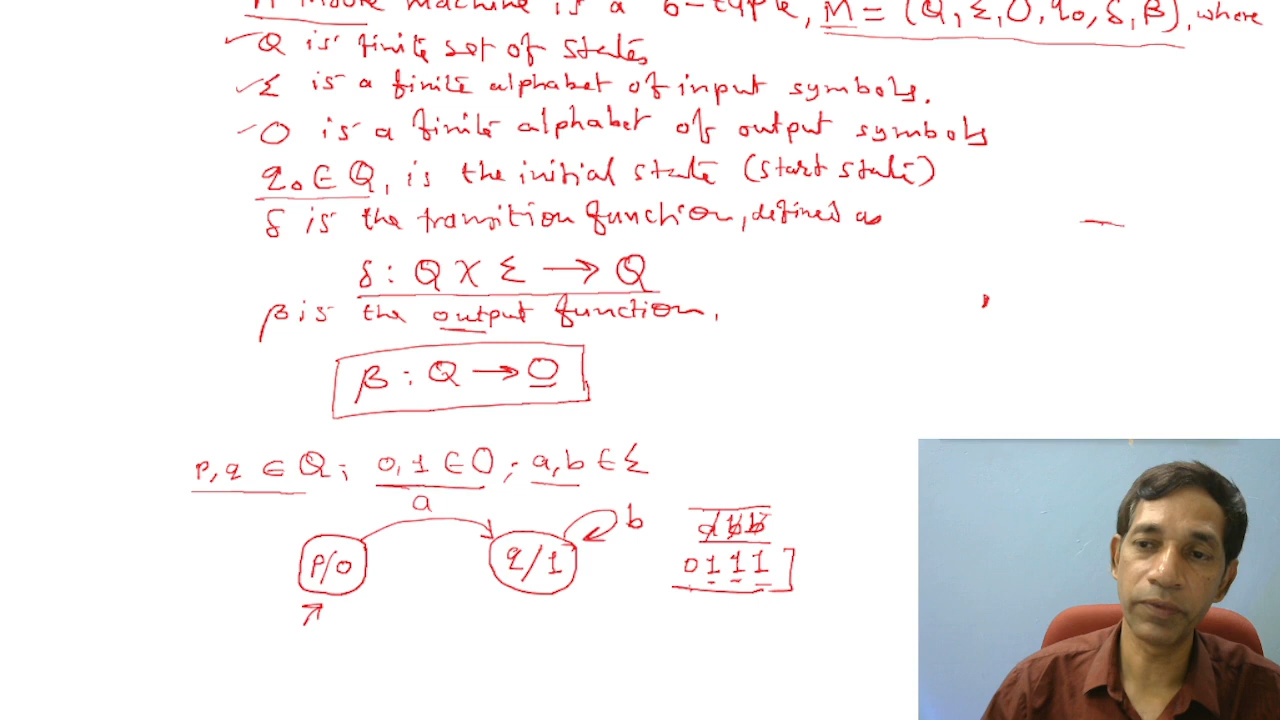 A Moore machine is a 6-tuple, M = (Q, Σ, O, q₀, δ, β), where
Q is finite set of states
Σ is a finite alphabet of input symbols.
O is a finite alphabet of output symbols
q₀ ∈ Q, is the initial state (start state)
δ is the transition function, defined as
δ : Q X Σ → Q
β is the output function,
β : Q → O
p, q ∈ Q; 0, 1 ∈ O; a, b ∈ Σ
a
b
abb
p/0
q/1
0111